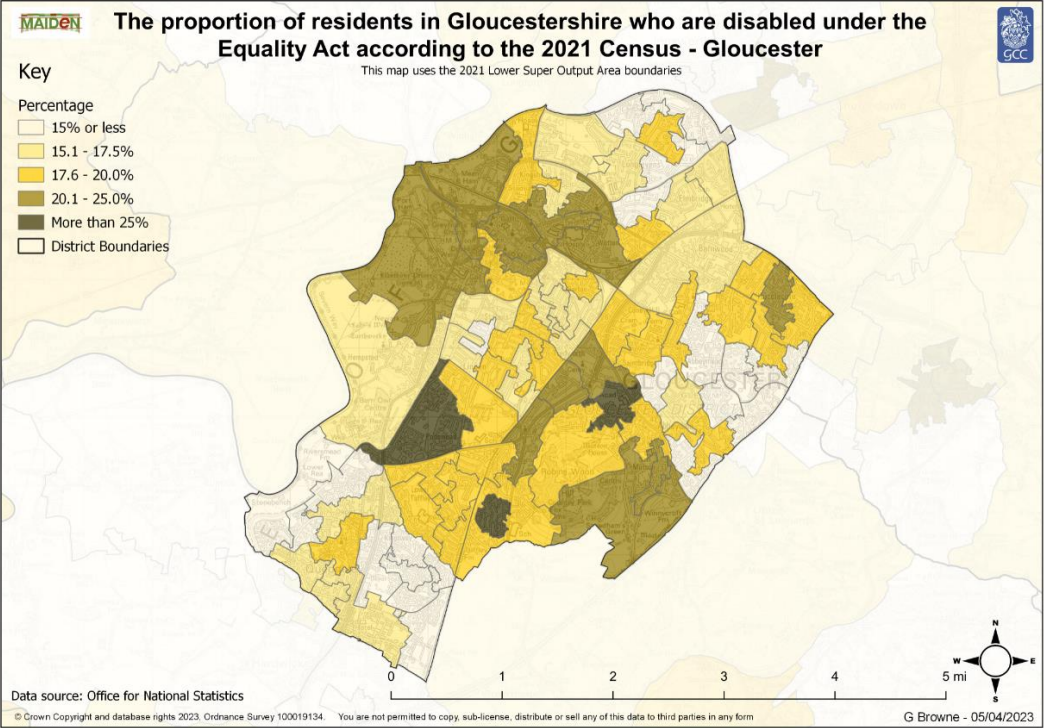 MAIDEN
The proportion of residents in Gloucestershire who are disabled under the
Equality Act according to the 2021 Census - Gloucester
This map uses the 2021 Lower Super Output Area boundaries
GCC
Key
Percentage
15% or less
15.1 - 17.5%
17.6 - 20.0%
20.1 - 25.0%
More than 25%
District Boundaries
GLOUCESTER
N
W
E
S
0 1 2 3 4 5 mi
Data source: Office for National Statistics
© Crown Copyright and database rights 2023, Ordnance Survey 100019134. You are not permitted to copy, sub-license, distribute or sell any of this data to third parties in any form
G Browne - 05/04/2023